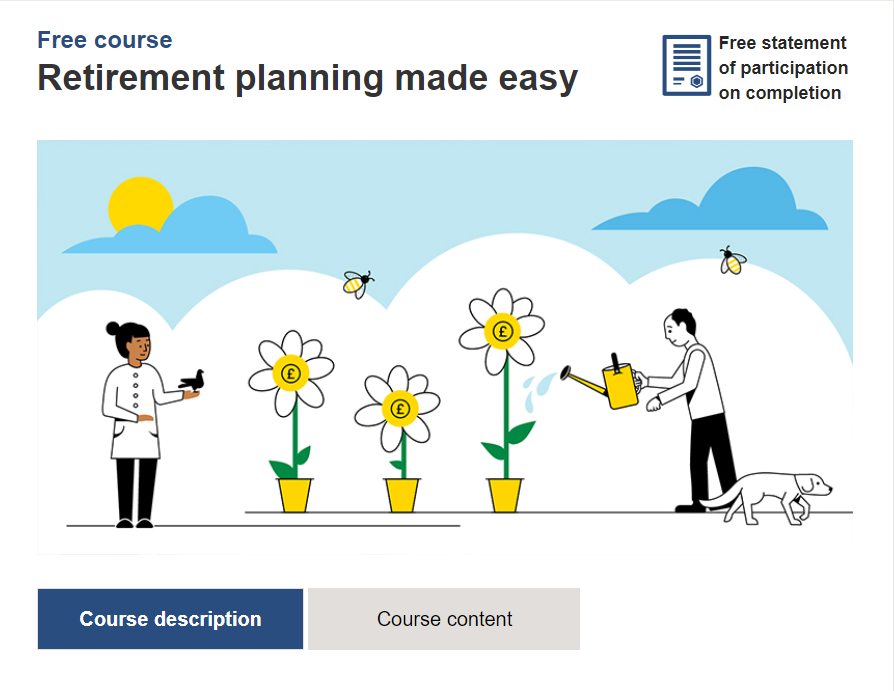 Free course
Retirement planning made easy
Free statement
of participation
on completion
£
£
£
Course description
Course content